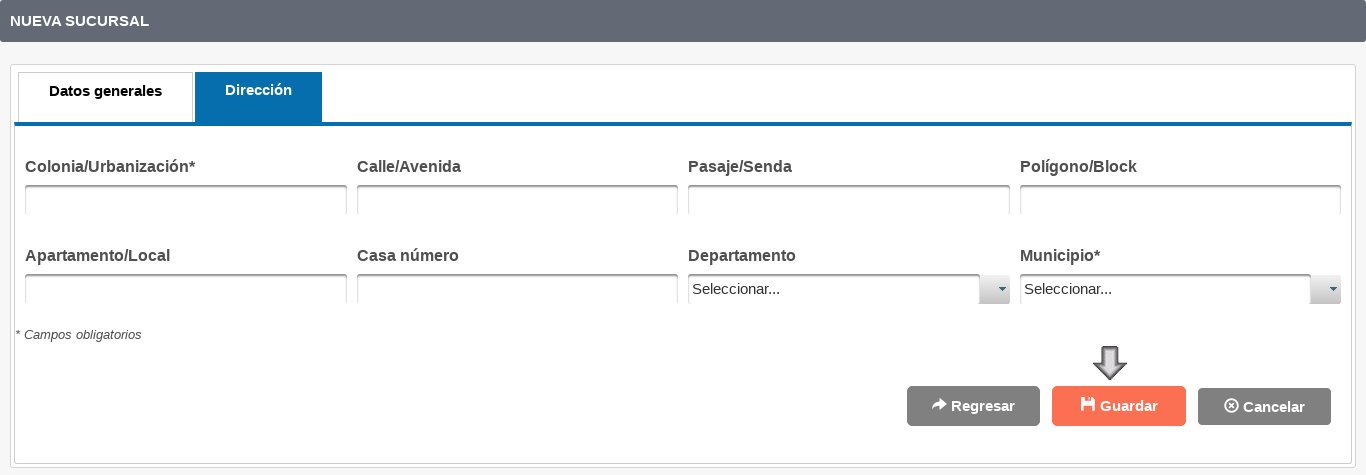 NUEVA SUCURSAL
Datos generales
Dirección
Colonia/Urbanización* Calle/Avenida Pasaje/Senda Polígono/Block
Apartamento/Local Casa número Departamento Municipio*
Seleccionar... Seleccionar...
* Campos obligatorios
Regresar Guardar Cancelar